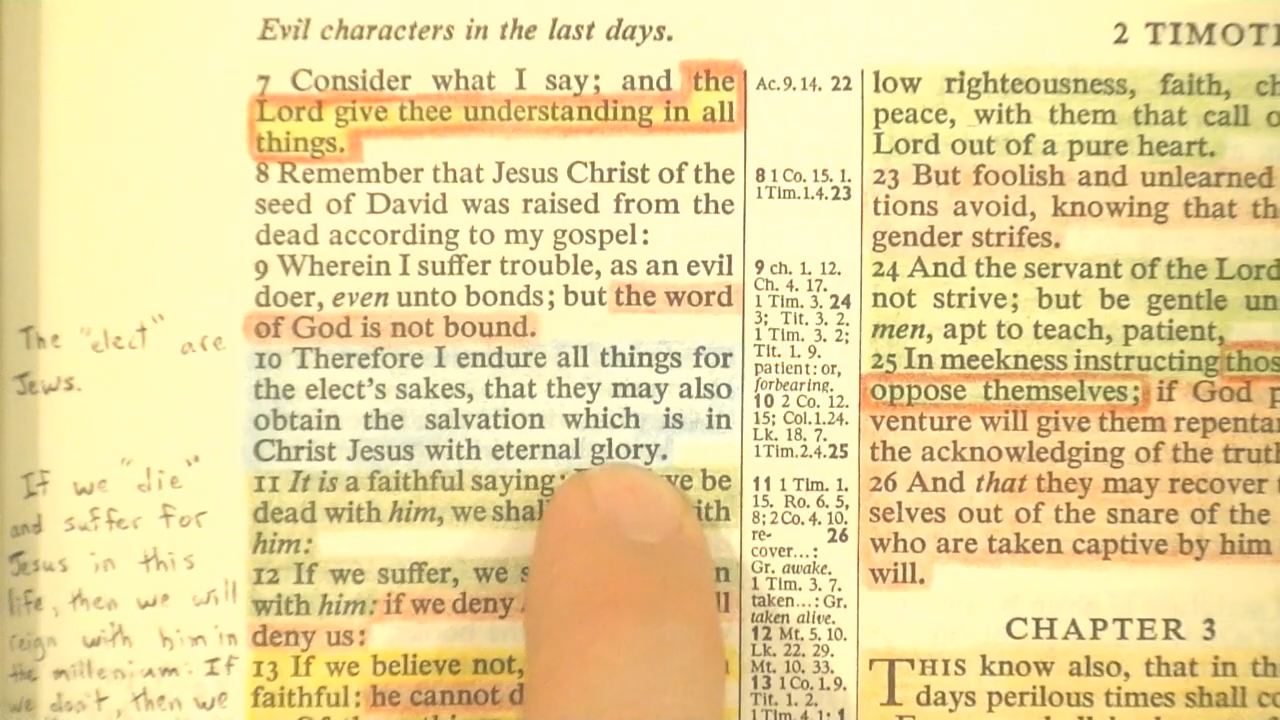 Evil characters in the last days.
2 TIMOT
7 Consider what I say; and the
Lord give thee understanding in all
things.
8 Remember that Jesus Christ of the
seed of David was raised from the
dead according to my gospel:
9 Wherein I suffer trouble, as an evil
doer, even unto bonds; but the word
of God is not bound.
10 Therefore I endure all things for
the elect's sakes, that they may also
obtain the salvation which is in
Christ Jesus with eternal glory.
11 It is a faithful saying: be
dead with him, we
him:
12 If we suffer, we
with him: if we deny
deny us:
13 If we believe not,
faithful: he cannot
The "elect" are
Jews.
If we "die"
and suffer for
Jesus in this
life, then we will
reign with him in
the millenium. If
we don't, then we
Ac.9.14. 22
8 1 Co. 15. 1.
1Tim.1.4.23
9 ch. 1. 12.
Ch. 4. 17.
1 Tim. 3. 24
3; Tit. 3. 2.
1 Tim. 3. 2;
Tit. 1. 9.
patient: or,
forbearing.
10 2 Co. 12.
15; Col.1.24.
Lk. 18. 7.
1Tim.2.4.25
11 1 Tim. 1.
15. Ro. 6. 5,
8; 2Co. 4. 10.
re- 26
cover...:
Gr. awake.
1 Tim. 3. 7.
taken...: Gr.
taken alive.
12 Mt. 5. 10.
Lk. 22. 29.
Mt. 10. 33.
13 1 Co. 1. 9.
Tit. 1. 2.
1 Tim. 4. 1: 1
low righteousness, faith, ch
peace, with them that call o
Lord out of a pure heart.
23 But foolish and unlearned
tions avoid, knowing that th
gender strifes.
24 And the servant of the Lord
not strive; but be gentle un
men, apt to teach, patient,
25 In meekness instructing thos
oppose themselves; if God p
venture will give them repenta
the acknowledging of the truth
26 And that they may recover
selves out of the snare of the
who are taken captive by him
will.
CHAPTER 3
THIS know also, that in th
days perilous times shall co